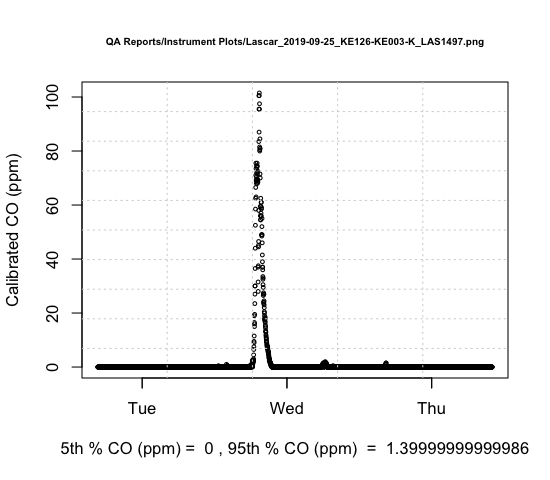 QA Reports/Instrument Plots/Lascar_2019-09-25_KE126-KE003-K_LAS1497.png
Calibrated CO (ppm)
100
80
60
40
20
0
Tue Wed Thu
5th % CO (ppm) = 0 , 95th % CO (ppm) = 1.39999999999986